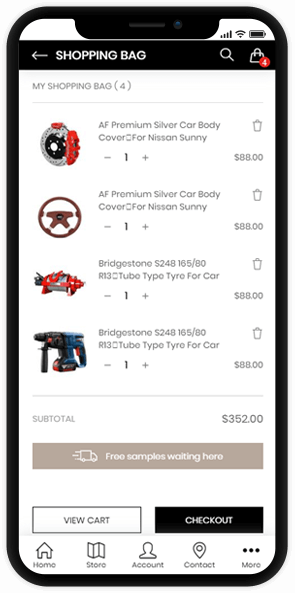 SHOPPING BAG
4
MY SHOPPING BAG ( 4 )
AF Premium Silver Car Body
Cover▯For Nissan Sunny
− 1 +
$88.00
AF Premium Silver Car Body
Cover▯For Nissan Sunny
− 1 +
$88.00
Bridgestone S248 165/80
R13▯Tube Type Tyre For Car
− 1 +
$88.00
Bridgestone S248 165/80
R13▯Tube Type Tyre For Car
− 1 +
$88.00
SUBTOTAL $352.00
Free samples waiting here
VIEW CART CHECKOUT
Home Store Account Contact More